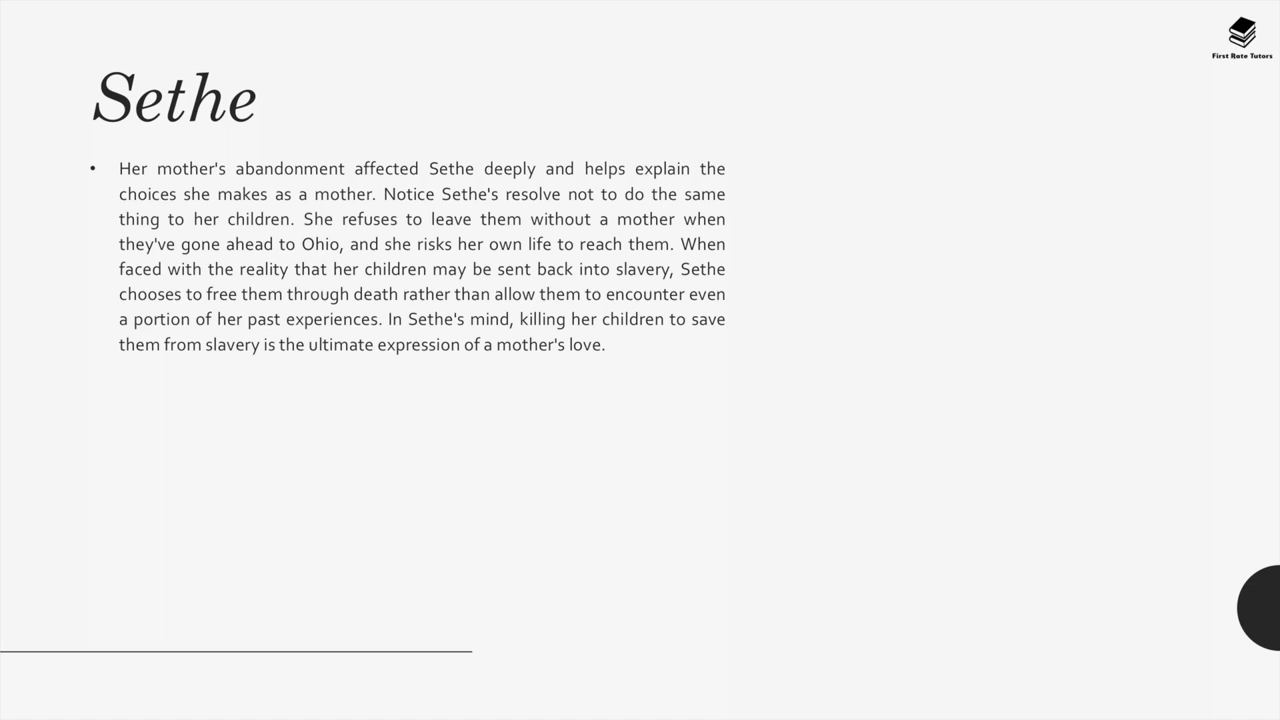 First Rate Tutors
Sethe
• Her mother's abandonment affected Sethe deeply and helps explain the
choices she makes as a mother. Notice Sethe's resolve not to do the same
thing to her children. She refuses to leave them without a mother when
they've gone ahead to Ohio, and she risks her own life to reach them. When
faced with the reality that her children may be sent back into slavery, Sethe
chooses to free them through death rather than allow them to encounter even
a portion of her past experiences. In Sethe's mind, killing her children to save
them from slavery is the ultimate expression of a mother's love.